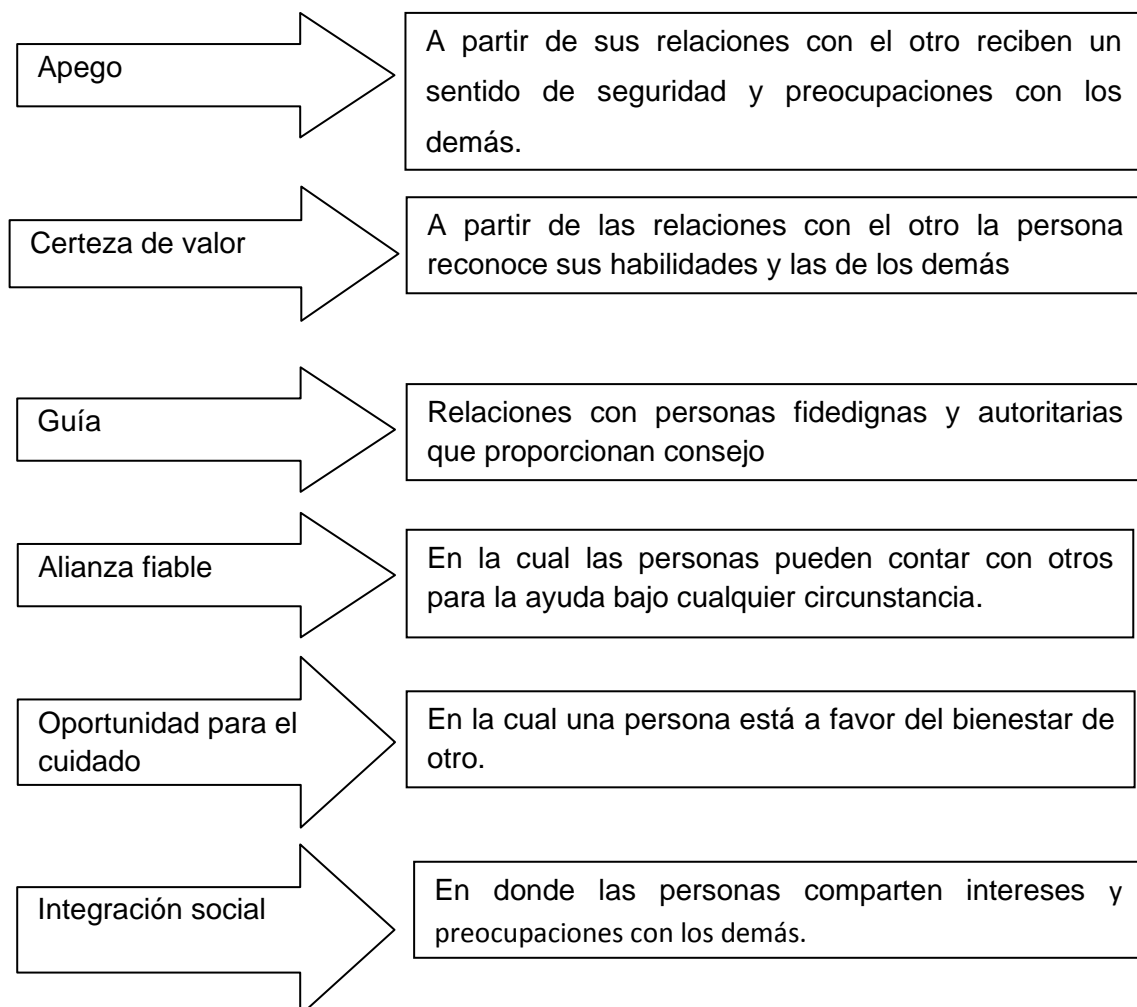 Apego
A partir de sus relaciones con el otro reciben un
sentido de seguridad y preocupaciones con los
demás.
Certeza de valor
A partir de las relaciones con el otro la persona
reconoce sus habilidades y las de los demás
Guía
Relaciones con personas fidedignas y autoritarias
que proporcionan consejo
Alianza fiable
En la cual las personas pueden contar con otros
para la ayuda bajo cualquier circunstancia.
Oportunidad para el
cuidado
En la cual una persona está a favor del bienestar de
otro.
Integración social
En donde las personas comparten intereses y
preocupaciones con los demás.